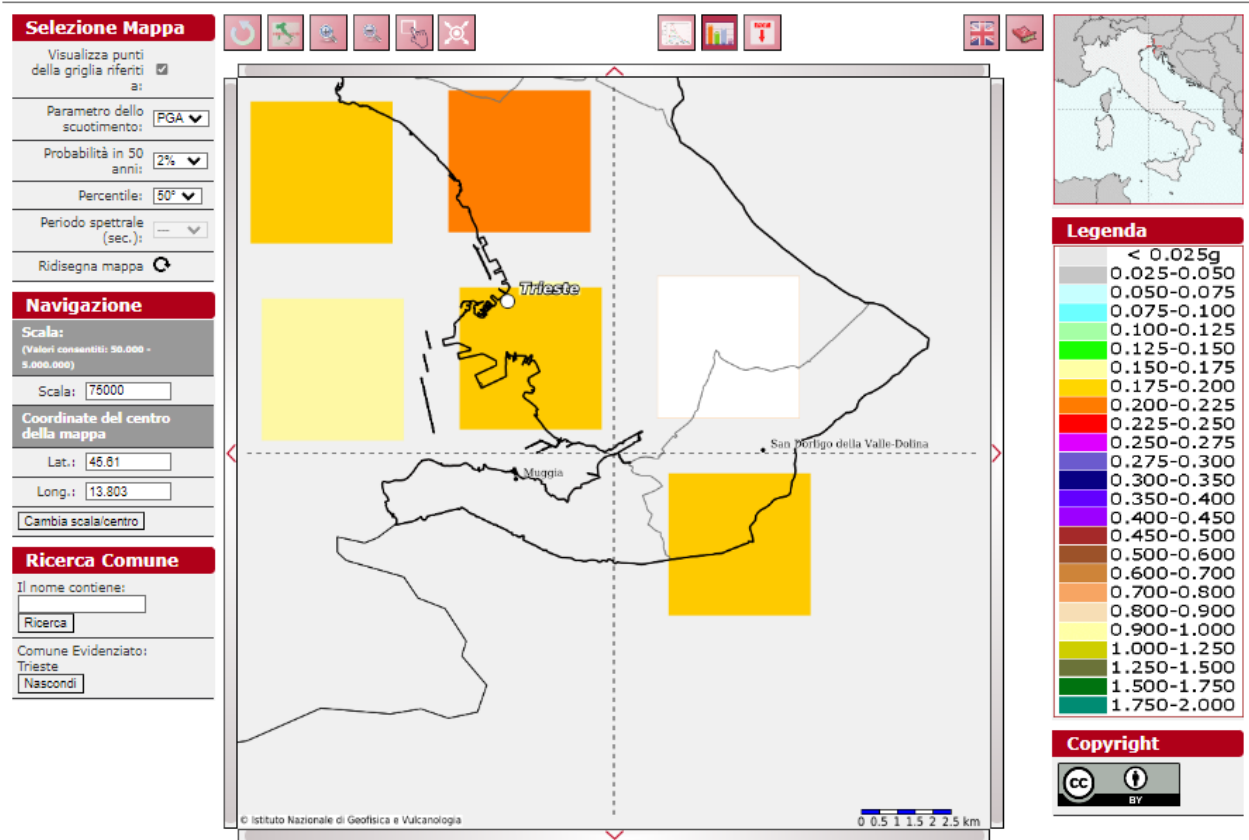 Selezione Mappa
Visualizza punti
della griglia riferiti
a:
Parametro dello
scuotimento:
PGA
Probabilità in 50
anni:
2%
Percentile:
50°
Periodo spettrale
(sec.):
---
Ridisegna mappa
Navigazione
Scala:
(Valori consentiti: 50.000 -
5.000.000)
Scala:
75000
Coordinate del centro
della mappa
Lat.:
45.61
Long.:
13.803
Cambia scala/centro
Ricerca Comune
Il nome contiene:
Ricerca
Comune Evidenziato:
Trieste
Nascondi
Trieste
San Dorligo della Valle-Dolina
Muggia
© Istituto Nazionale di Geofisica e Vulcanologia
0 0.5 1 1.5 2 2.5 km
Legenda
< 0.025g
0.025-0.050
0.050-0.075
0.075-0.100
0.100-0.125
0.125-0.150
0.150-0.175
0.175-0.200
0.200-0.225
0.225-0.250
0.250-0.275
0.275-0.300
0.300-0.350
0.350-0.400
0.400-0.450
0.450-0.500
0.500-0.600
0.600-0.700
0.700-0.800
0.800-0.900
0.900-1.000
1.000-1.250
1.250-1.500
1.500-1.750
1.750-2.000
Copyright
cc
BY